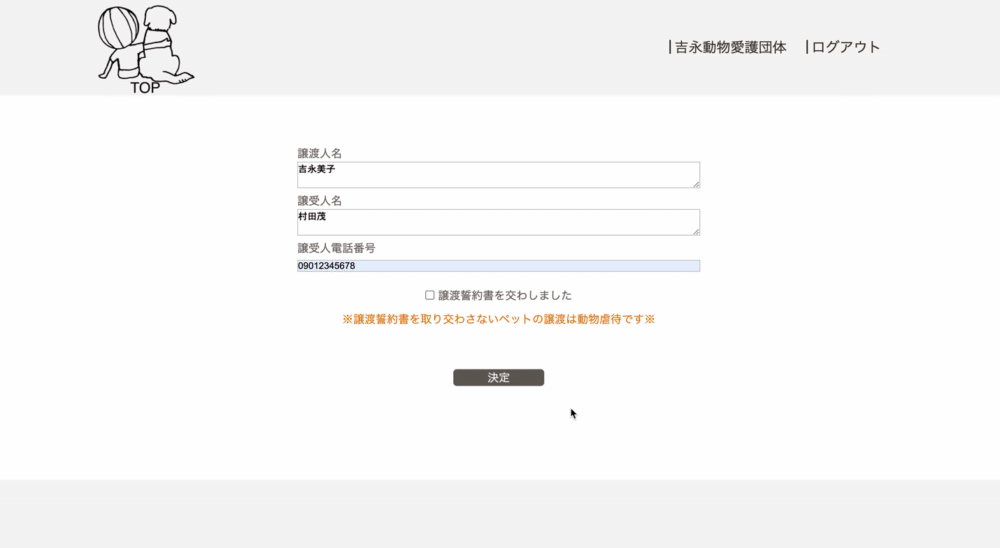 TOP
吉永動物愛護団体
ログアウト
譲渡人名
吉永美子
譲受人名
村田茂
譲受人電話番号
09012345678
譲渡誓約書を交わしました
※譲渡誓約書を取り交わさないペットの譲渡は動物虐待です※
決定